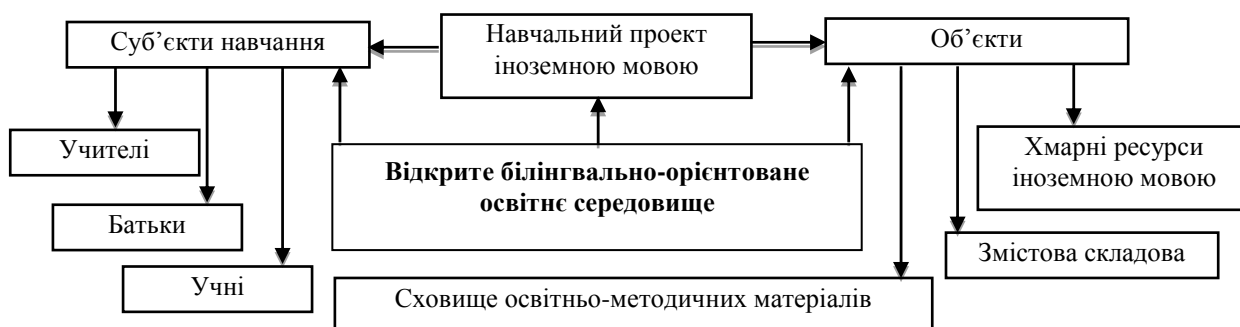 Суб’єкти навчання
Навчальний проект
іноземною мовою
Об’єкти
Учителі
Батьки
Учні
Відкрите білінгвально-орієнтоване
освітнє середовище
Хмарні ресурси
іноземною мовою
Змістова складова
Сховище освітньо-методичних матеріалів